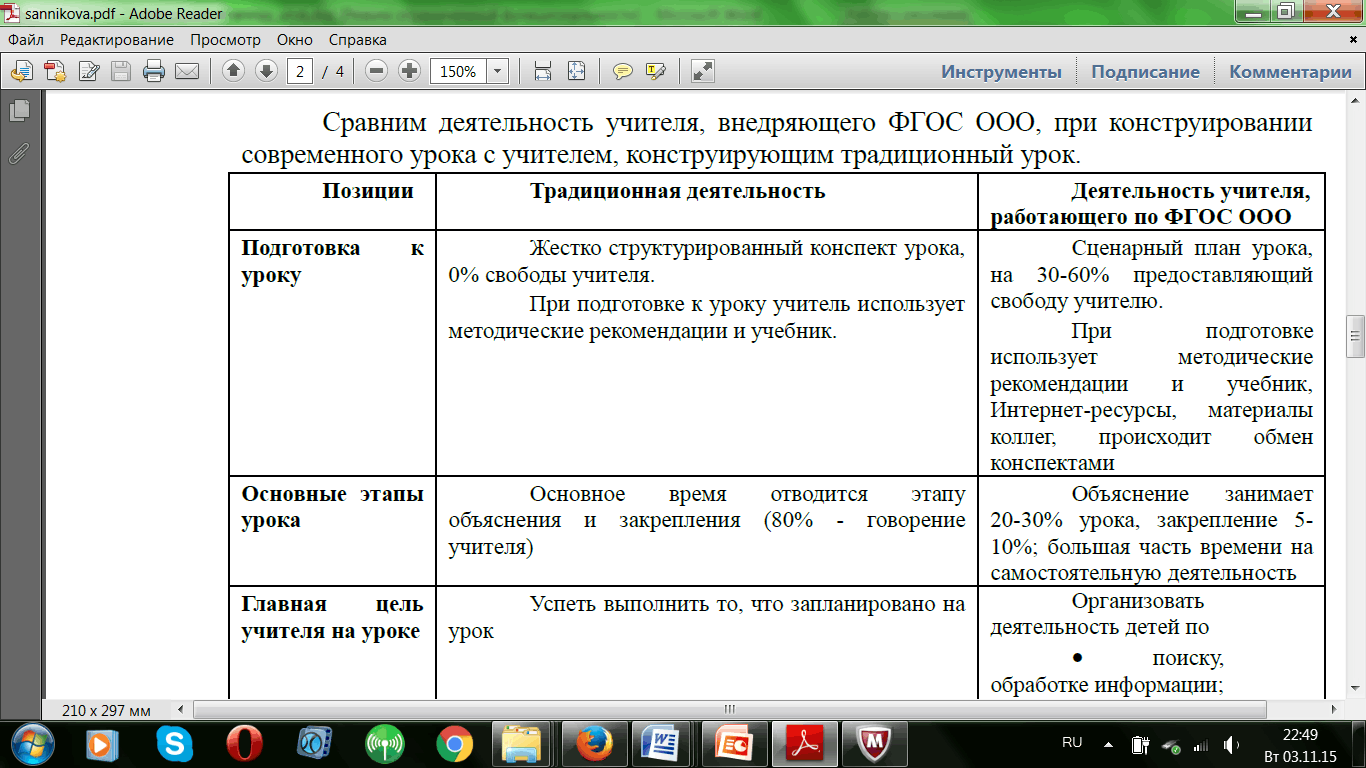 sannikova.pdf - Adobe Reader
Файл Редактирование Просмотр Окно Справка
2 / 4 150% Инструменты Подписание Комментарии
Сравним деятельность учителя, внедряющего ФГОС ООО, при конструировании
современного урока с учителем, конструирующим традиционный урок.
Позиции
Традиционная деятельность
Деятельность учителя,
работающего по ФГОС ООО
Подготовка к
уроку
Жестко структурированный конспект урока,
0% свободы учителя.
При подготовке к уроку учитель использует
методические рекомендации и учебник.
Сценарный план урока,
на 30-60% предоставляющий
свободу учителю.
При подготовке
использует методические
рекомендации и учебник,
Интернет-ресурсы, материалы
коллег, происходит обмен
конспектами
Основные этапы
урока
Основное время отводится этапу
объяснения и закрепления (80% - говорение
учителя)
Объяснение занимает
20-30% урока, закрепление 5-
10%; большая часть времени на
самостоятельную деятельность
Главная цель
учителя на уроке
Успеть выполнить то, что запланировано на
урок
Организовать
деятельность детей по
• поиску,
обработке информации;
210 x 297 мм
RU
22:49
Вт 03.11.15